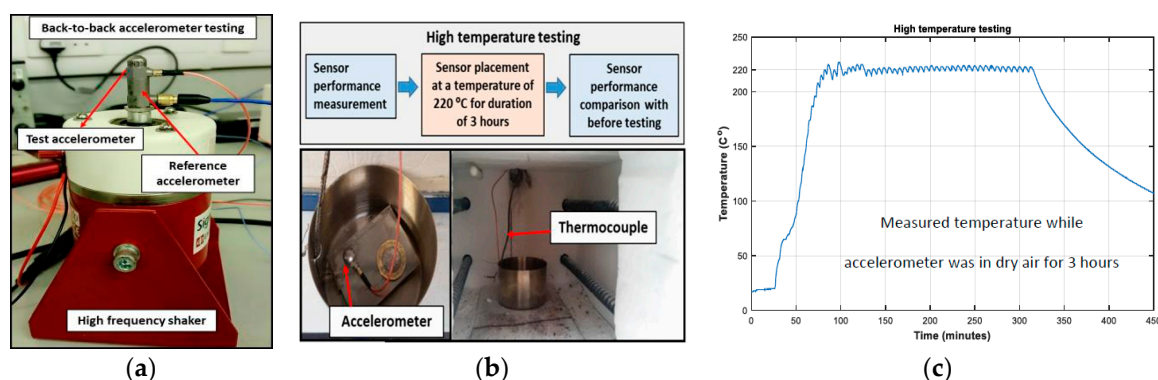 Back-to-back accelerometer testing
Test accelerometer
Reference
accelerometer
High frequency shaker
(a)
High temperature testing
Sensor
performance
measurement
Sensor placement
at a temperature of
220 °C for duration
of 3 hours
Sensor
performance
comparison with
before testing
Thermocouple
Accelerometer
(b)
High temperature testing
250
220
200
150
100
50
0
Temperature (C°)
0
50
100
150
200
250
300
350
400
450
Time (minutes)
Measured temperature while
accelerometer was in dry air for 3 hours
(c)